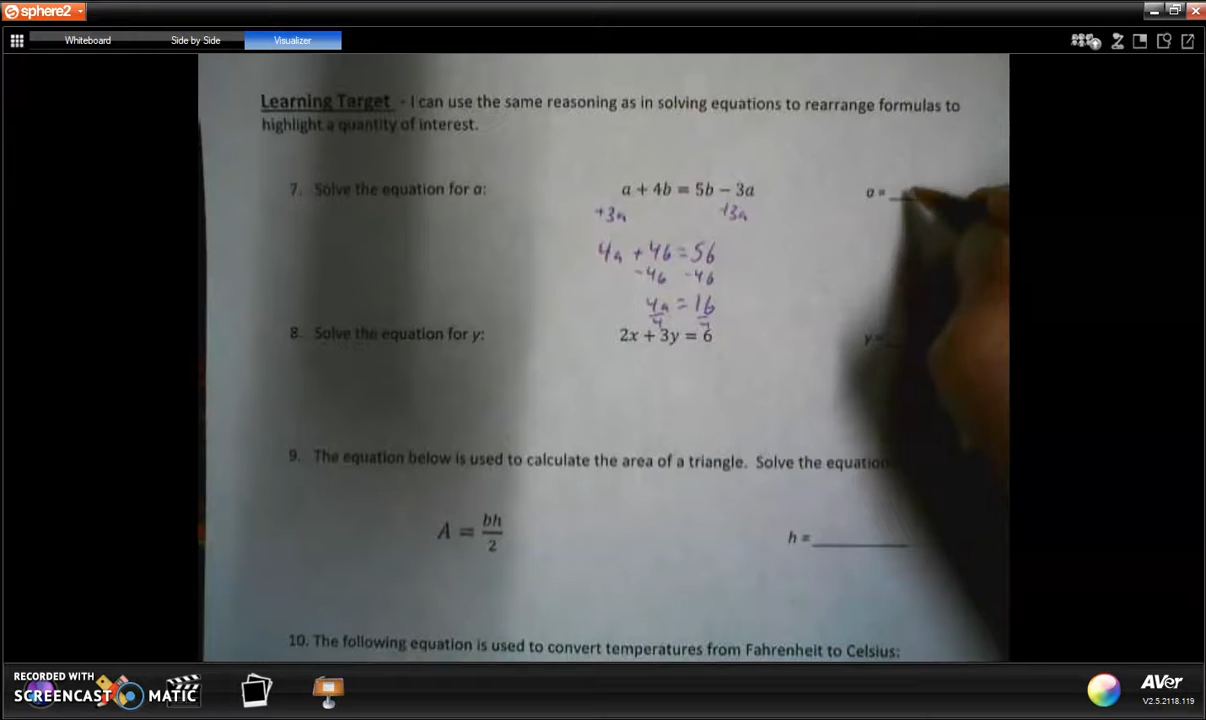 sphere2
Whiteboard Side by Side Visualizer
Learning Target - I can use the same reasoning as in solving equations to rearrange formulas to
highlight a quantity of interest.
7. Solve the equation for a: a + 4b = 5b − 3a a = __
+3a +3a
4a + 4b = 5b
-4b -4b
4a = 1b
4 4
8. Solve the equation for y: 2x + 3y = 6 y =
9. The equation below is used to calculate the area of a triangle. Solve the equation
A = bh/2 h = __________
10. The following equation is used to convert temperatures from Fahrenheit to Celsius:
RECORDED WITH
SCREENCAST MATIC
AVer
V2.5.2118.119